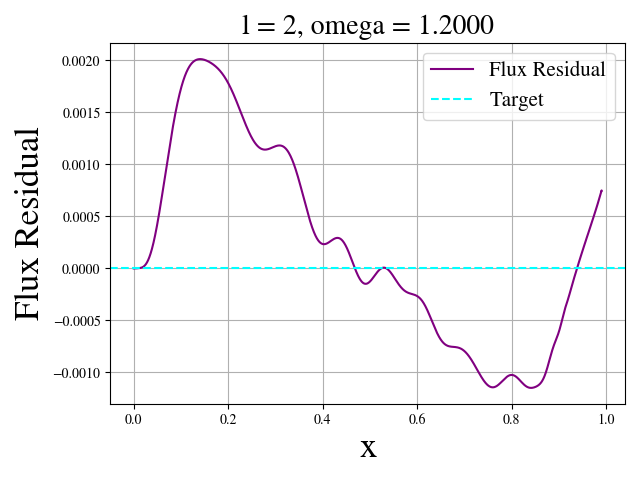 l = 2, omega = 1.2000
Flux Residual
Target
Flux Residual
0.0020
0.0015
0.0010
0.0005
0.0000
−0.0005
−0.0010
0.0 0.2 0.4 0.6 0.8 1.0
x